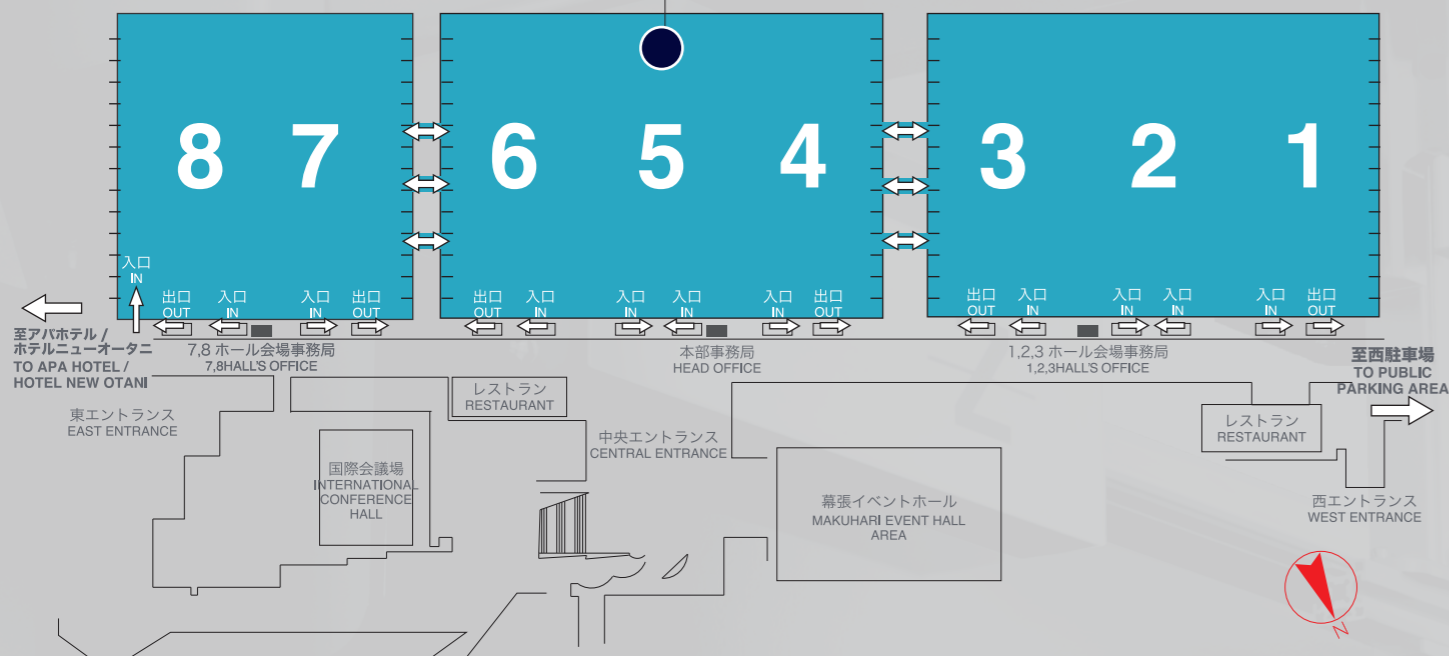 8 7 6 5 4 3 2 1
入口
IN
出口 入口 入口 出口 出口 入口 入口 入口 入口 出口 出口 入口 入口 入口 入口 出口
OUT IN IN OUT OUT IN IN IN IN OUT OUT IN IN IN IN OUT
至アパホテル /
ホテルニューオータニ
TO APA HOTEL /
HOTEL NEW OTANI
7,8 ホール会場事務局
7,8HALL'S OFFICE
本部事務局
HEAD OFFICE
1,2,3 ホール会場事務局
1,2,3HALL'S OFFICE
至西駐車場
TO PUBLIC
PARKING AREA
東エントランス
EAST ENTRANCE
レストラン
RESTAURANT
中央エントランス
CENTRAL ENTRANCE
レストラン
RESTAURANT
国際会議場
INTERNATIONAL
CONFERENCE
HALL
幕張イベントホール
MAKUHARI EVENT HALL
AREA
西エントランス
WEST ENTRANCE
N